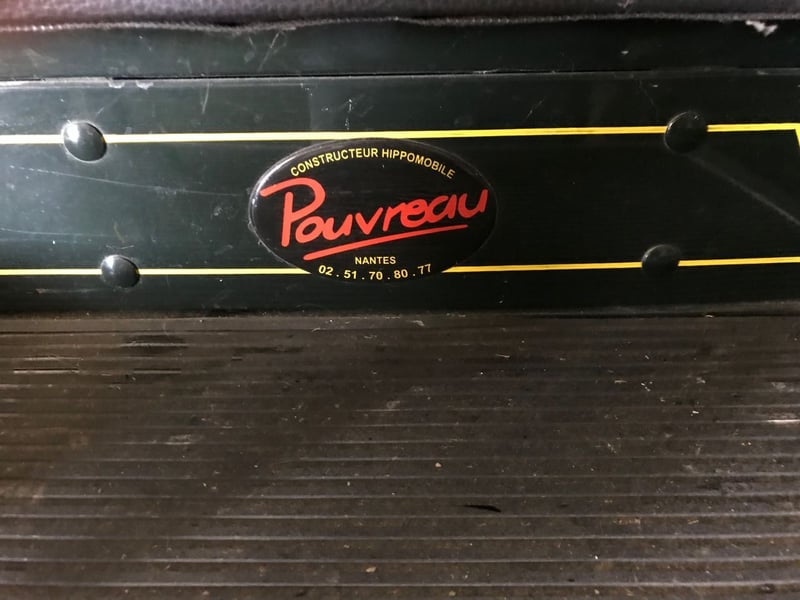 CONSTRUCTEUR HIPPOMOBILE
Pouvreau
NANTES
02.51.70.80.77